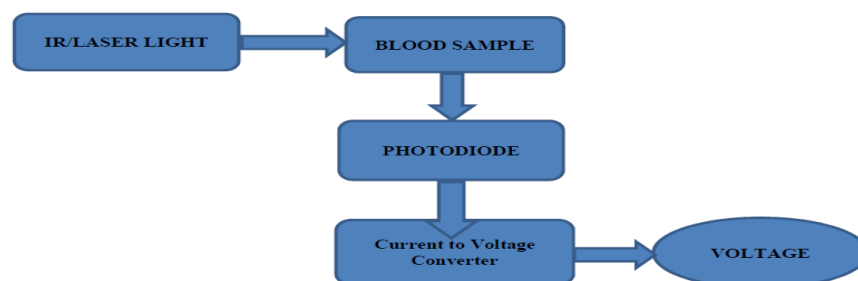 IR/LASER LIGHT
BLOOD SAMPLE
PHOTODIODE
Current to Voltage
Converter
VOLTAGE